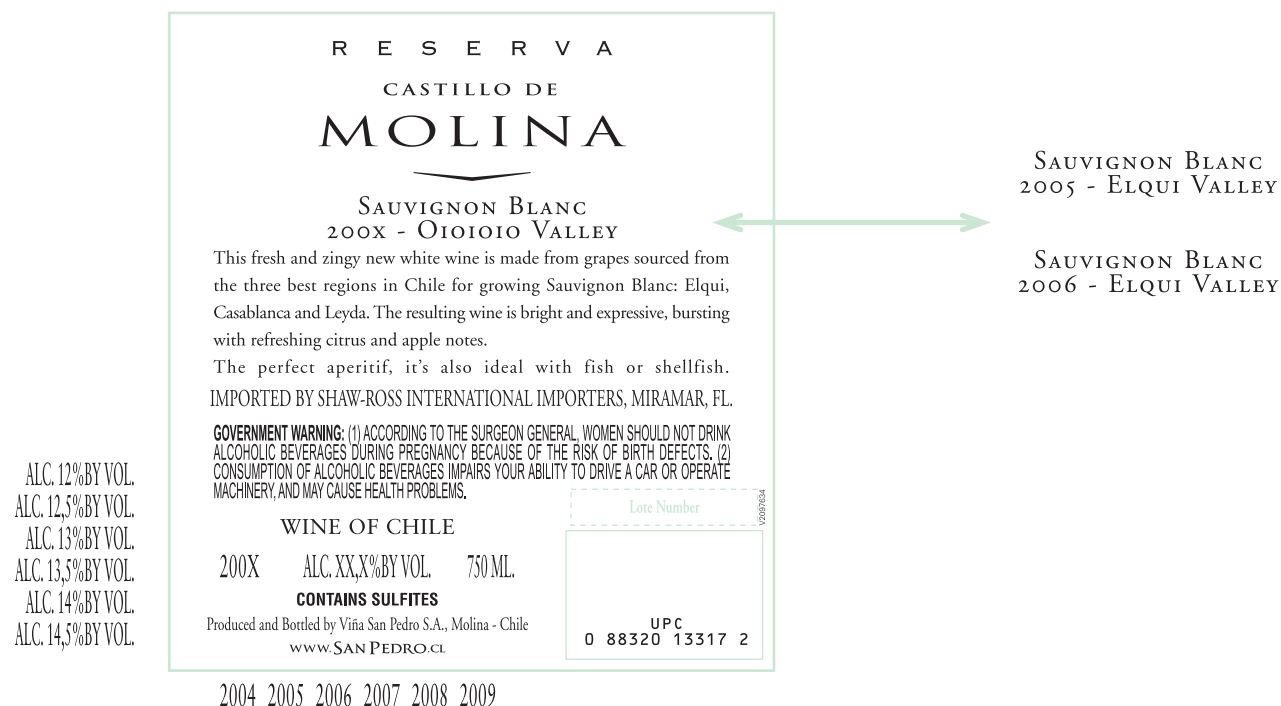 RESERVA
CASTILLO DE
MOLINA
SAUVIGNON BLANC
200X - OIOIOIO VALLEY
This fresh and zingy new white wine is made from grapes sourced from
the three best regions in Chile for growing Sauvignon Blanc: Elqui,
Casablanca and Leyda. The resulting wine is bright and expressive, bursting
with refreshing citrus and apple notes.
The perfect aperitif, it's also ideal with fish or shellfish.
IMPORTED BY SHAW-ROSS INTERNATIONAL IMPORTERS, MIRAMAR, FL.
GOVERNMENT WARNING: (1) ACCORDING TO THE SURGEON GENERAL, WOMEN SHOULD NOT DRINK
ALCOHOLIC BEVERAGES DURING PREGNANCY BECAUSE OF THE RISK OF BIRTH DEFECTS. (2)
CONSUMPTION OF ALCOHOLIC BEVERAGES IMPAIRS YOUR ABILITY TO DRIVE A CAR OR OPERATE
MACHINERY, AND MAY CAUSE HEALTH PROBLEMS.
Lote Number
V2097634
WINE OF CHILE
200X ALC. XX,X%BY VOL. 750 ML.
CONTAINS SULFITES
Produced and Bottled by Viña San Pedro S.A., Molina - Chile
WWW.SAN PEDRO.CL
UPC
0 88320 13317 2
ALC. 12%BY VOL.
ALC. 12,5%BY VOL.
ALC. 13%BY VOL.
ALC. 13,5%BY VOL.
ALC. 14%BY VOL.
ALC. 14,5%BY VOL.
2004 2005 2006 2007 2008 2009
SAUVIGNON BLANC
2005 - ELQUI VALLEY
SAUVIGNON BLANC
2006 - ELQUI VALLEY